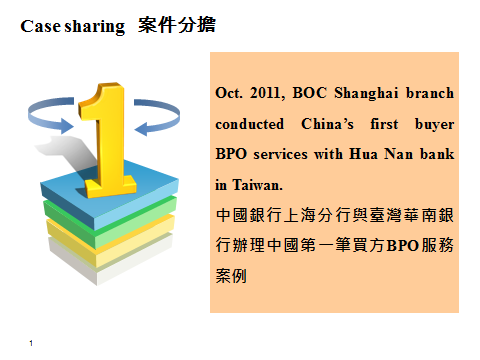 Case sharing 案件分擔
1
Oct. 2011, BOC Shanghai branch
conducted China's first buyer
BPO services with Hua Nan bank
in Taiwan.
中國銀行上海分行與臺灣華南銀
行辦理中國第一筆買方BPO服務
案例
1